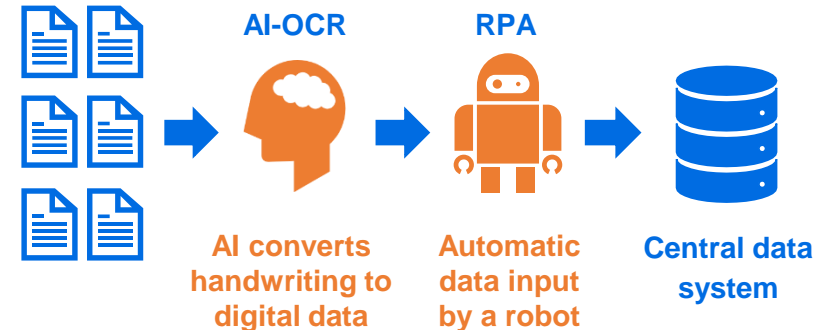 AI-OCR
RPA
AI converts
handwriting to
digital data
Automatic
data input
by a robot
Central data
system